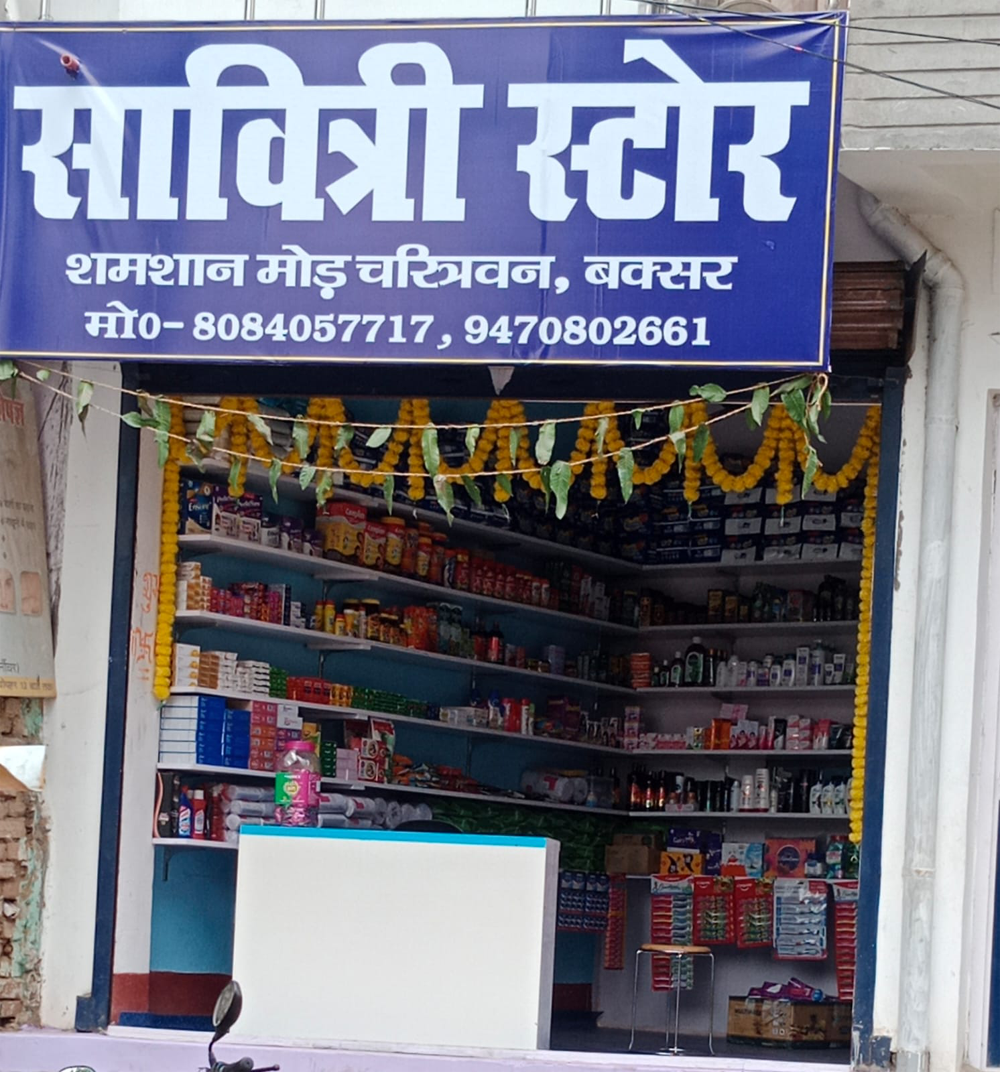 सावित्री स्टोर
शमशान मोड़ चरित्रवन, बक्सर
मो0- 8084057717, 9470802661